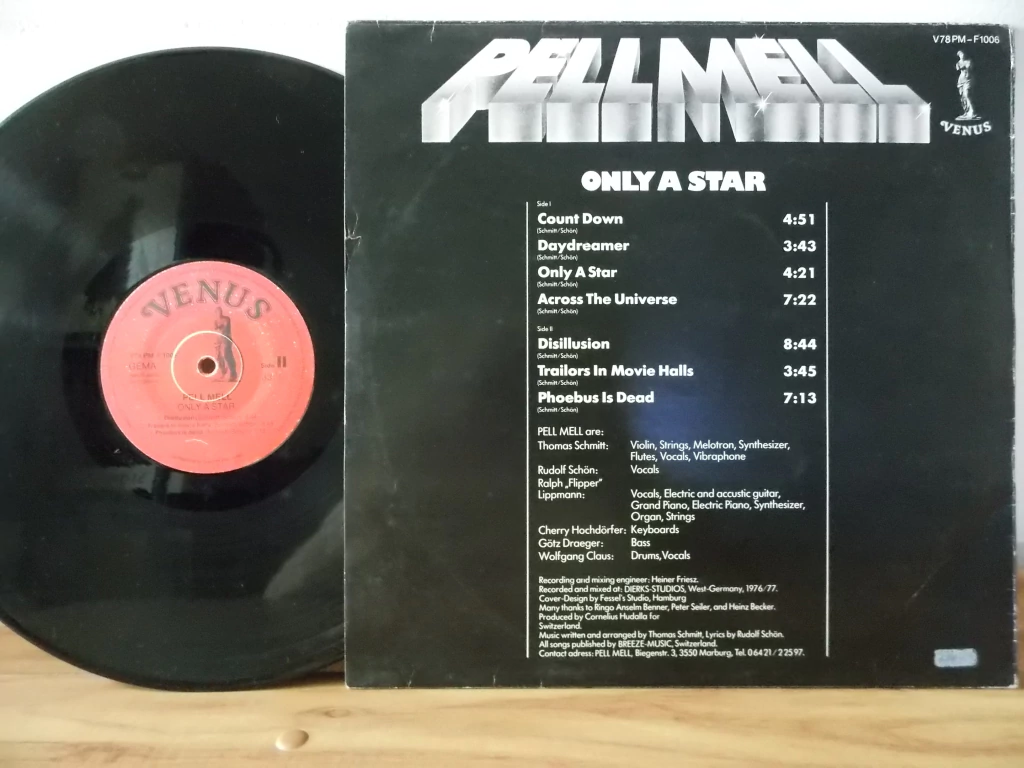 V78PM-F1006
PELL MELL
VENUS
ONLY A STAR
Side I
Count Down 4:51
(Schmitt/Schön)
Daydreamer 3:43
(Schmitt/Schön)
Only A Star 4:21
(Schmitt/Schön)
Across The Universe 7:22
(Schmitt/Schön)
Side II
Disillusion 8:44
(Schmitt/Schön)
Trailors In Movie Halls 3:45
(Schmitt/Schön)
Phoebus Is Dead 7:13
(Schmitt/Schön)
PELL MELL are:
Thomas Schmitt: Violin, Strings, Melotron, Synthesizer,
Flutes, Vocals, Vibraphone
Rudolf Schön: Vocals
Ralph „Flipper"
Lippmann: Vocals, Electric and accustic guitar,
Grand Piano, Electric Piano, Synthesizer,
Organ, Strings
Cherry Hochdörfer: Keyboards
Götz Draeger: Bass
Wolfgang Claus: Drums,Vocals
Recording and mixing engineer: Heiner Friesz.
Recorded and mixed at: DIERKS-STUDIOS, West-Germany, 1976/77.
Cover-Design by Fessel's Studio, Hamburg
Many thanks to Ringo Anselm Benner, Peter Seiler, and Heinz Becker.
Produced by Cornelius Hudalla for
Switzerland.
Music written and arranged by Thomas Schmitt, Lyrics by Rudolf Schön.
All songs published by BREEZE-MUSIC, Switzerland.
Contact adress: PELL MELL, Biegenstr. 3, 3550 Marburg, Tel. 0 64 21 / 2 25 97.
VENUS
GEMA
Side II
PELL MELL
ONLY A STAR